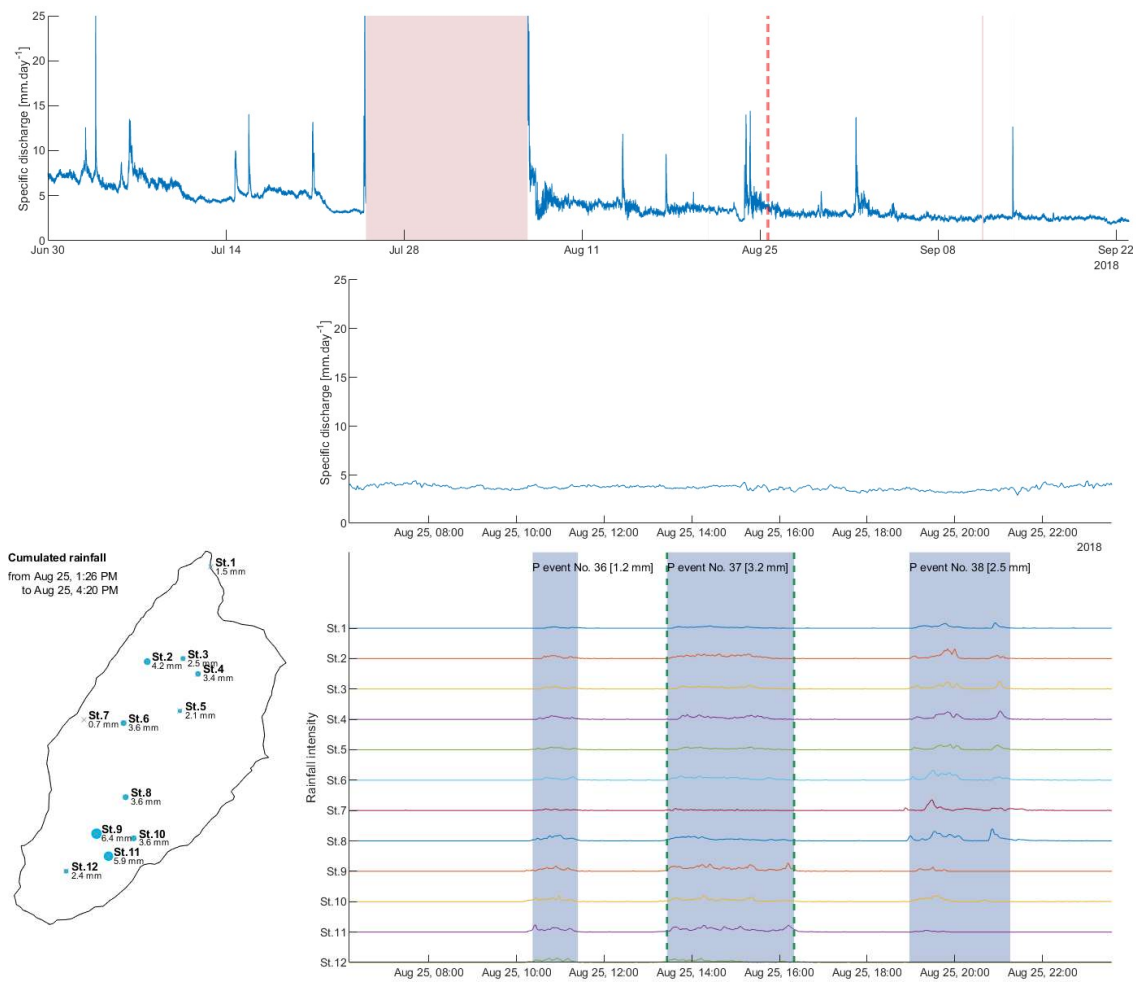 Specific discharge [mm.day⁻¹]
25
20
15
10
5
0
Jun 30
Jul 14
Jul 28
Aug 11
Aug 25
Sep 08
Sep 22
2018
Specific discharge [mm.day⁻¹]
25
20
15
10
5
0
Aug 25, 08:00
Aug 25, 10:00
Aug 25, 12:00
Aug 25, 14:00
Aug 25, 16:00
Aug 25, 18:00
Aug 25, 20:00
Aug 25, 22:00
2018
Cumulated rainfall
from Aug 25, 1:26 PM
to Aug 25, 4:20 PM
St.1
1.5 mm
St.2
4.2 mm
St.3
2.5 mm
St.4
3.4 mm
St.5
2.1 mm
St.7
0.7 mm
St.6
3.6 mm
St.8
3.6 mm
St.9
6.4 mm
St.10
3.6 mm
St.11
5.9 mm
St.12
2.4 mm
P event No. 36 [1.2 mm]
P event No. 37 [3.2 mm]
P event No. 38 [2.5 mm]
Rainfall intensity
St.1
St.2
St.3
St.4
St.5
St.6
St.7
St.8
St.9
St.10
St.11
St.12
Aug 25, 08:00
Aug 25, 10:00
Aug 25, 12:00
Aug 25, 14:00
Aug 25, 16:00
Aug 25, 18:00
Aug 25, 20:00
Aug 25, 22:00